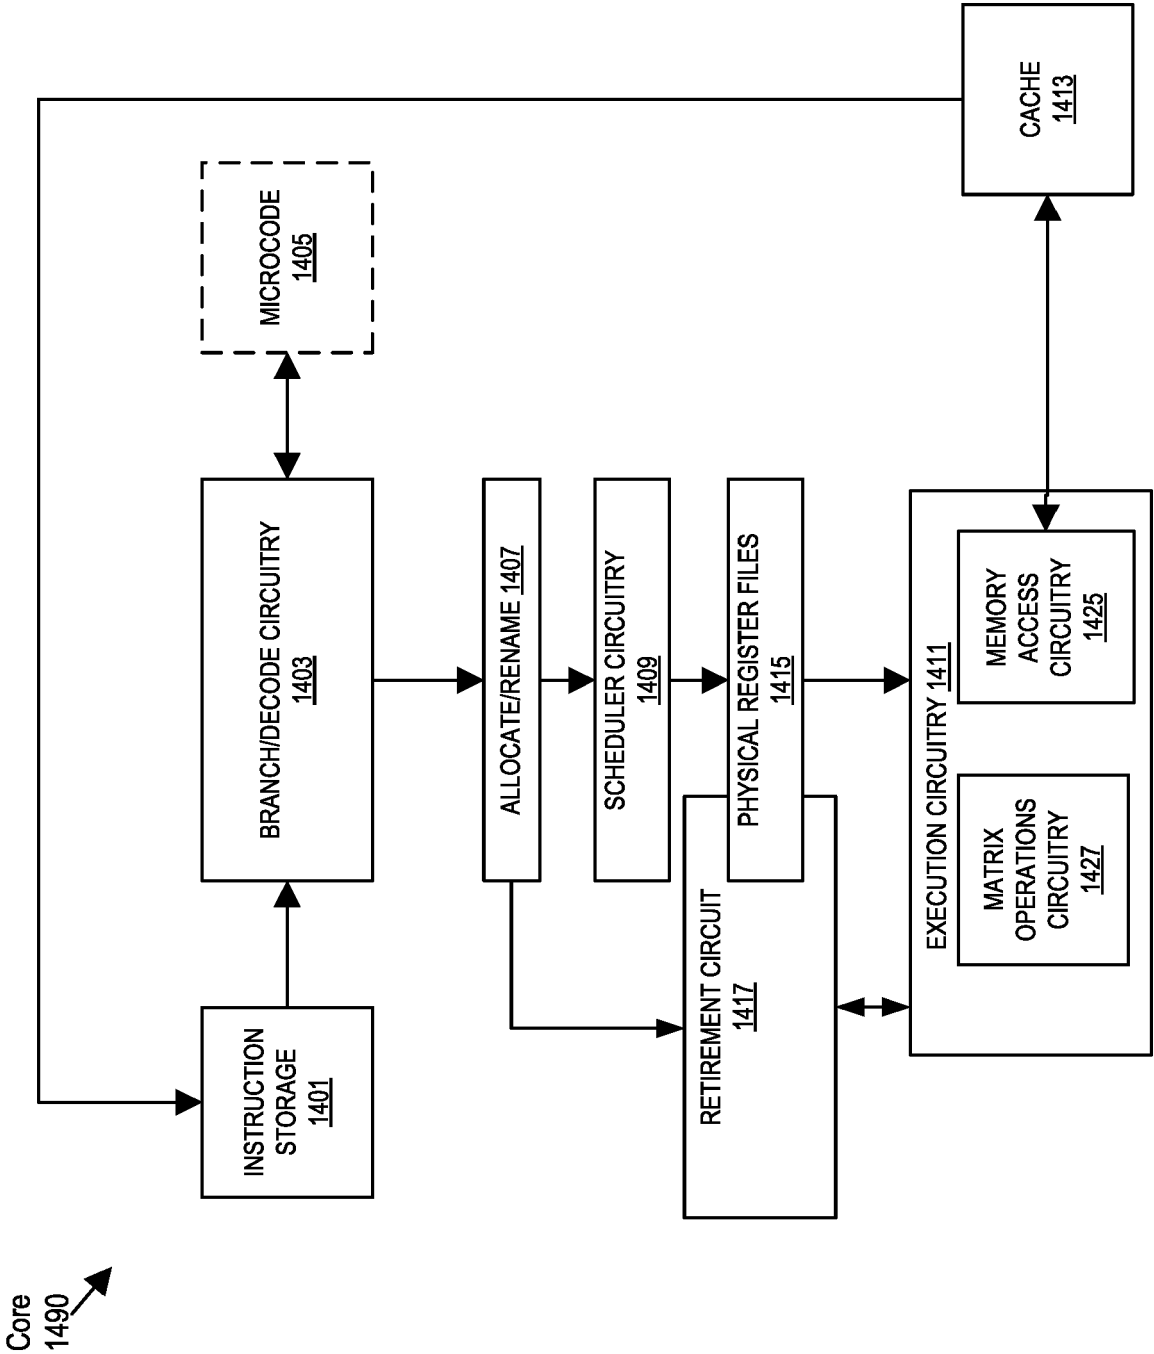 Core
1490
INSTRUCTION
STORAGE
1401
BRANCH/DECODE CIRCUITRY
1403
MICROCODE
1405
ALLOCATE/RENAME 1407
SCHEDULER CIRCUITRY
1409
RETIREMENT CIRCUIT
1417
PHYSICAL REGISTER FILES
1415
EXECUTION CIRCUITRY 1411
MATRIX
OPERATIONS
CIRCUITRY
1427
MEMORY
ACCESS
CIRCUITRY
1425
CACHE
1413